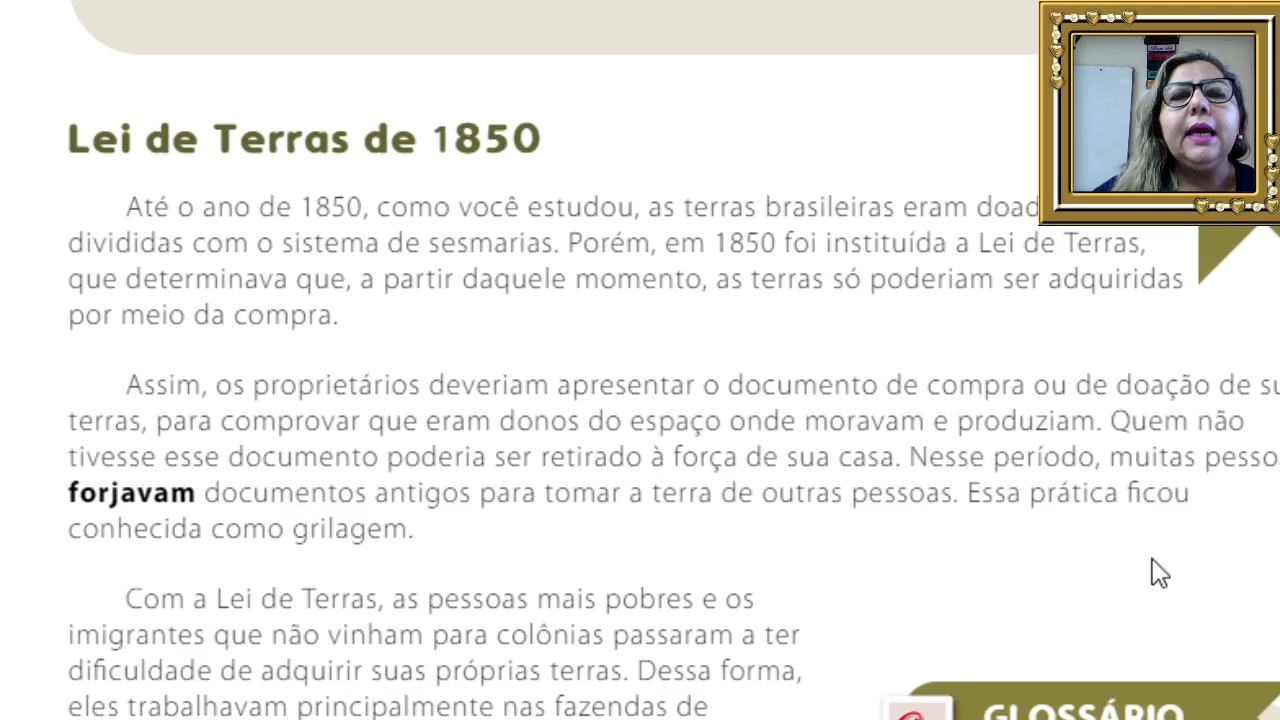 Lei de Terras de 1850
Até o ano de 1850, como você estudou, as terras brasileiras eram
divididas com o sistema de sesmarias. Porém, em 1850 foi instituída a Lei de Terras,
que determinava que, a partir daquele momento, as terras só poderiam ser adquiridas
por meio da compra.
Assim, os proprietários deveriam apresentar o documento de compra ou de doação de
terras, para comprovar que eram donos do espaço onde moravam e produziam. Quem não
tivesse esse documento poderia ser retirado à força de sua casa. Nesse período, muitas
forjavam documentos antigos para tomar a terra de outras pessoas. Essa prática ficou
conhecida como grilagem.
Com a Lei de Terras, as pessoas mais pobres e os
imigrantes que não vinham para colônias passaram a ter
dificuldade de adquirir suas próprias terras. Dessa forma,
eles trabalhavam principalmente nas fazendas de
GLOSSÁRIO